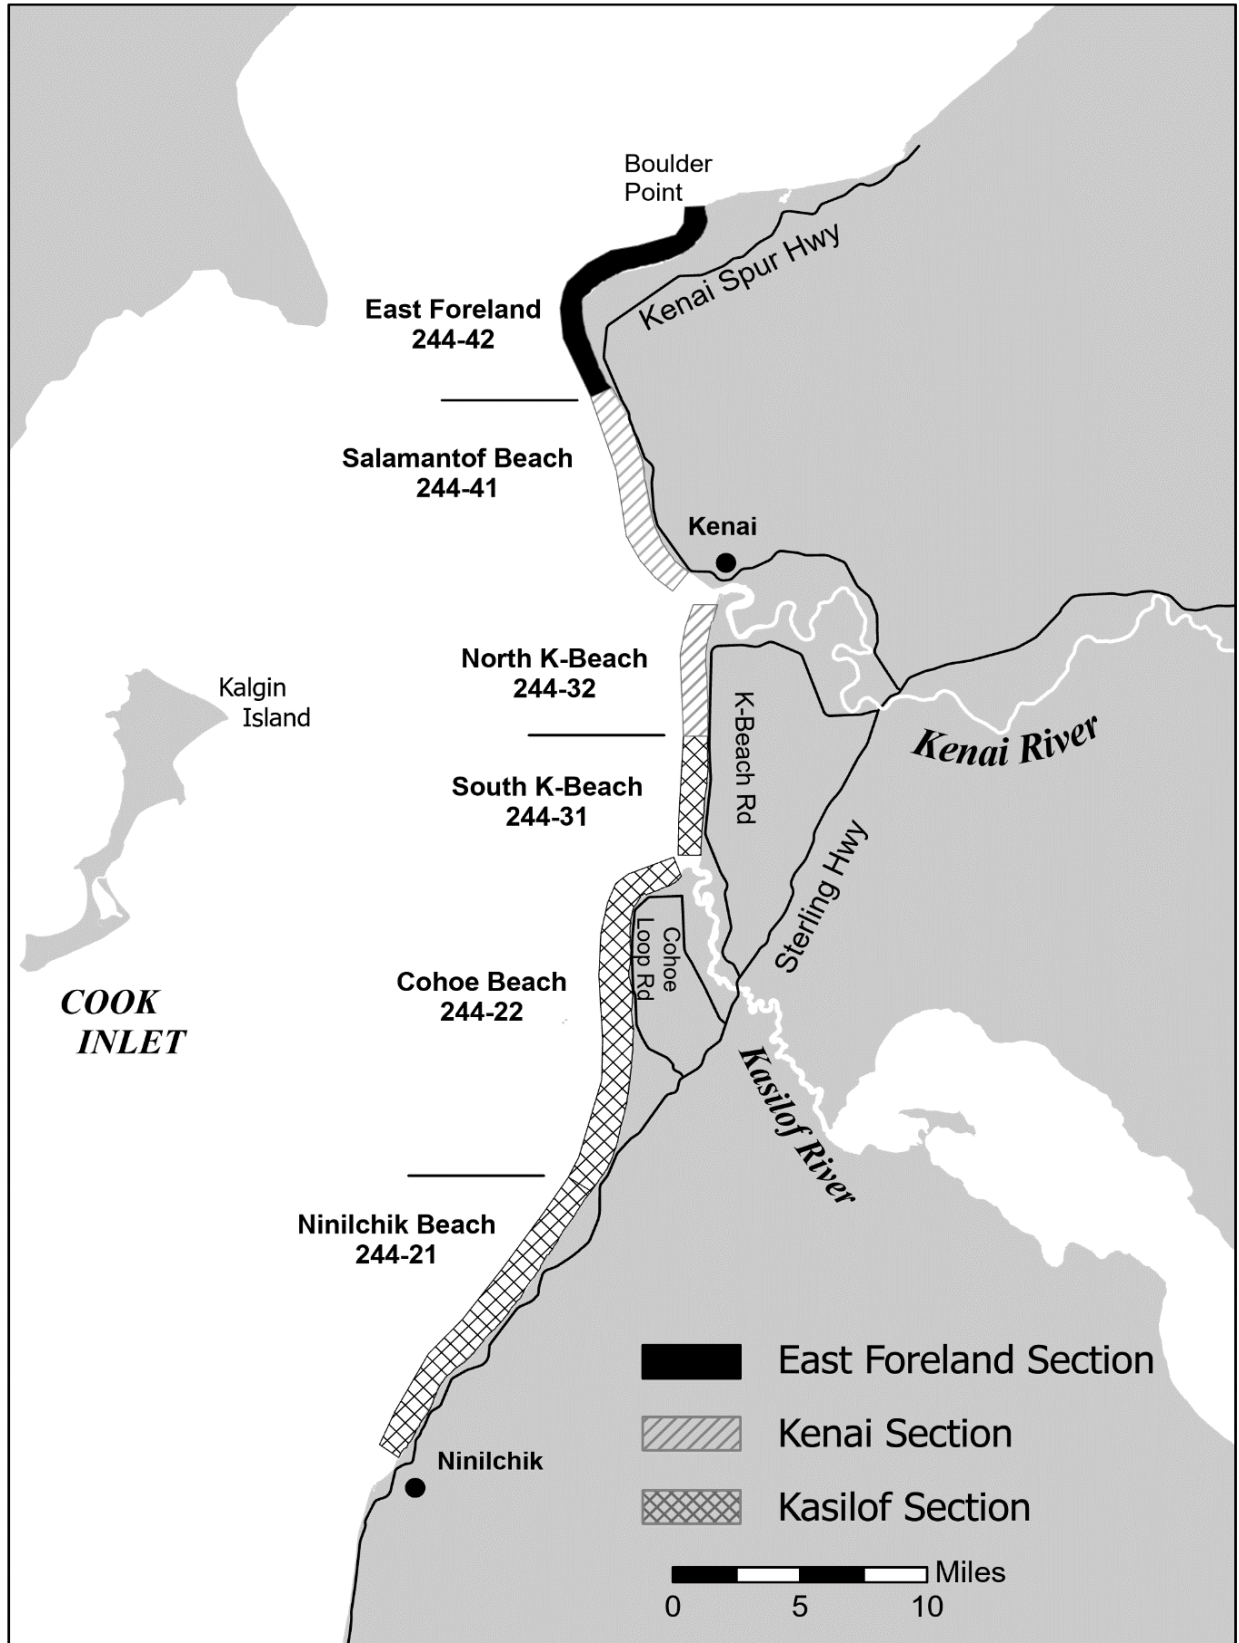 Boulder
Point
Kenai Spur Hwy
East Foreland
244-42
Salamantof Beach
244-41
Kenai
North K-Beach
244-32
Kalgin
Island
K-Beach Rd
Kenai River
South K-Beach
244-31
Sterling Hwy
Cohoe
Loop Rd
Cohoe Beach
244-22
COOK
INLET
Kasilof River
Ninilchik Beach
244-21
East Foreland Section
Kenai Section
Ninilchik
Kasilof Section
Miles
0 5 10